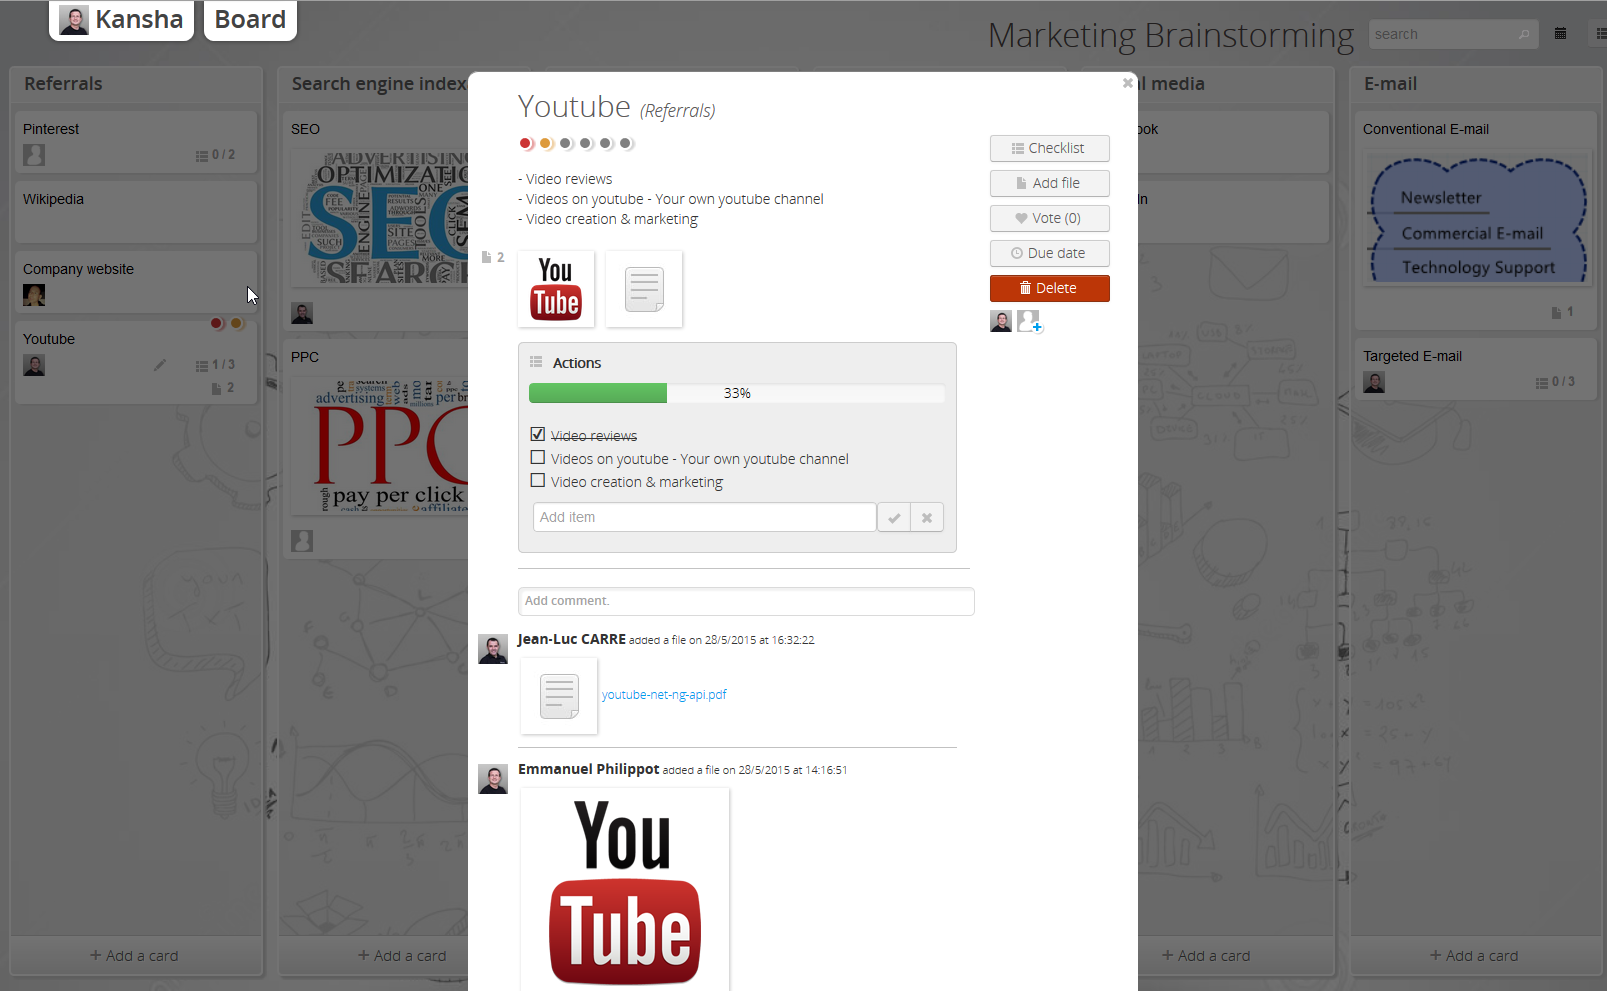 Kansha
Board
Marketing Brainstorming
search
Referrals
Pinterest
0 / 2
Wikipedia
Company website
Youtube
1 / 3
2
+ Add a card
Search engine index
SEO
ADVERTISING
OPTIMIZATI
SEO
SEARCH
PPC
advertising
PPC
pay per click
affiliate
+ Add a card
Youtube (Referrals)
- Video reviews
- Videos on youtube - Your own youtube channel
- Video creation & marketing
2
You
Tube
Actions
33%
Video reviews
Videos on youtube - Your own youtube channel
Video creation & marketing
Add item
Add comment.
Jean-Luc CARRE added a file on 28/5/2015 at 16:32:22
youtube-net-ng-api.pdf
Emmanuel Philippot added a file on 28/5/2015 at 14:16:51
You
Tube
Checklist
Add file
Vote (0)
Due date
Delete
l media
ook
In
+ Add a card
E-mail
Conventional E-mail
Newsletter
Commercial E-mail
Technology Support
1
Targeted E-mail
0 / 3
+ Add a card